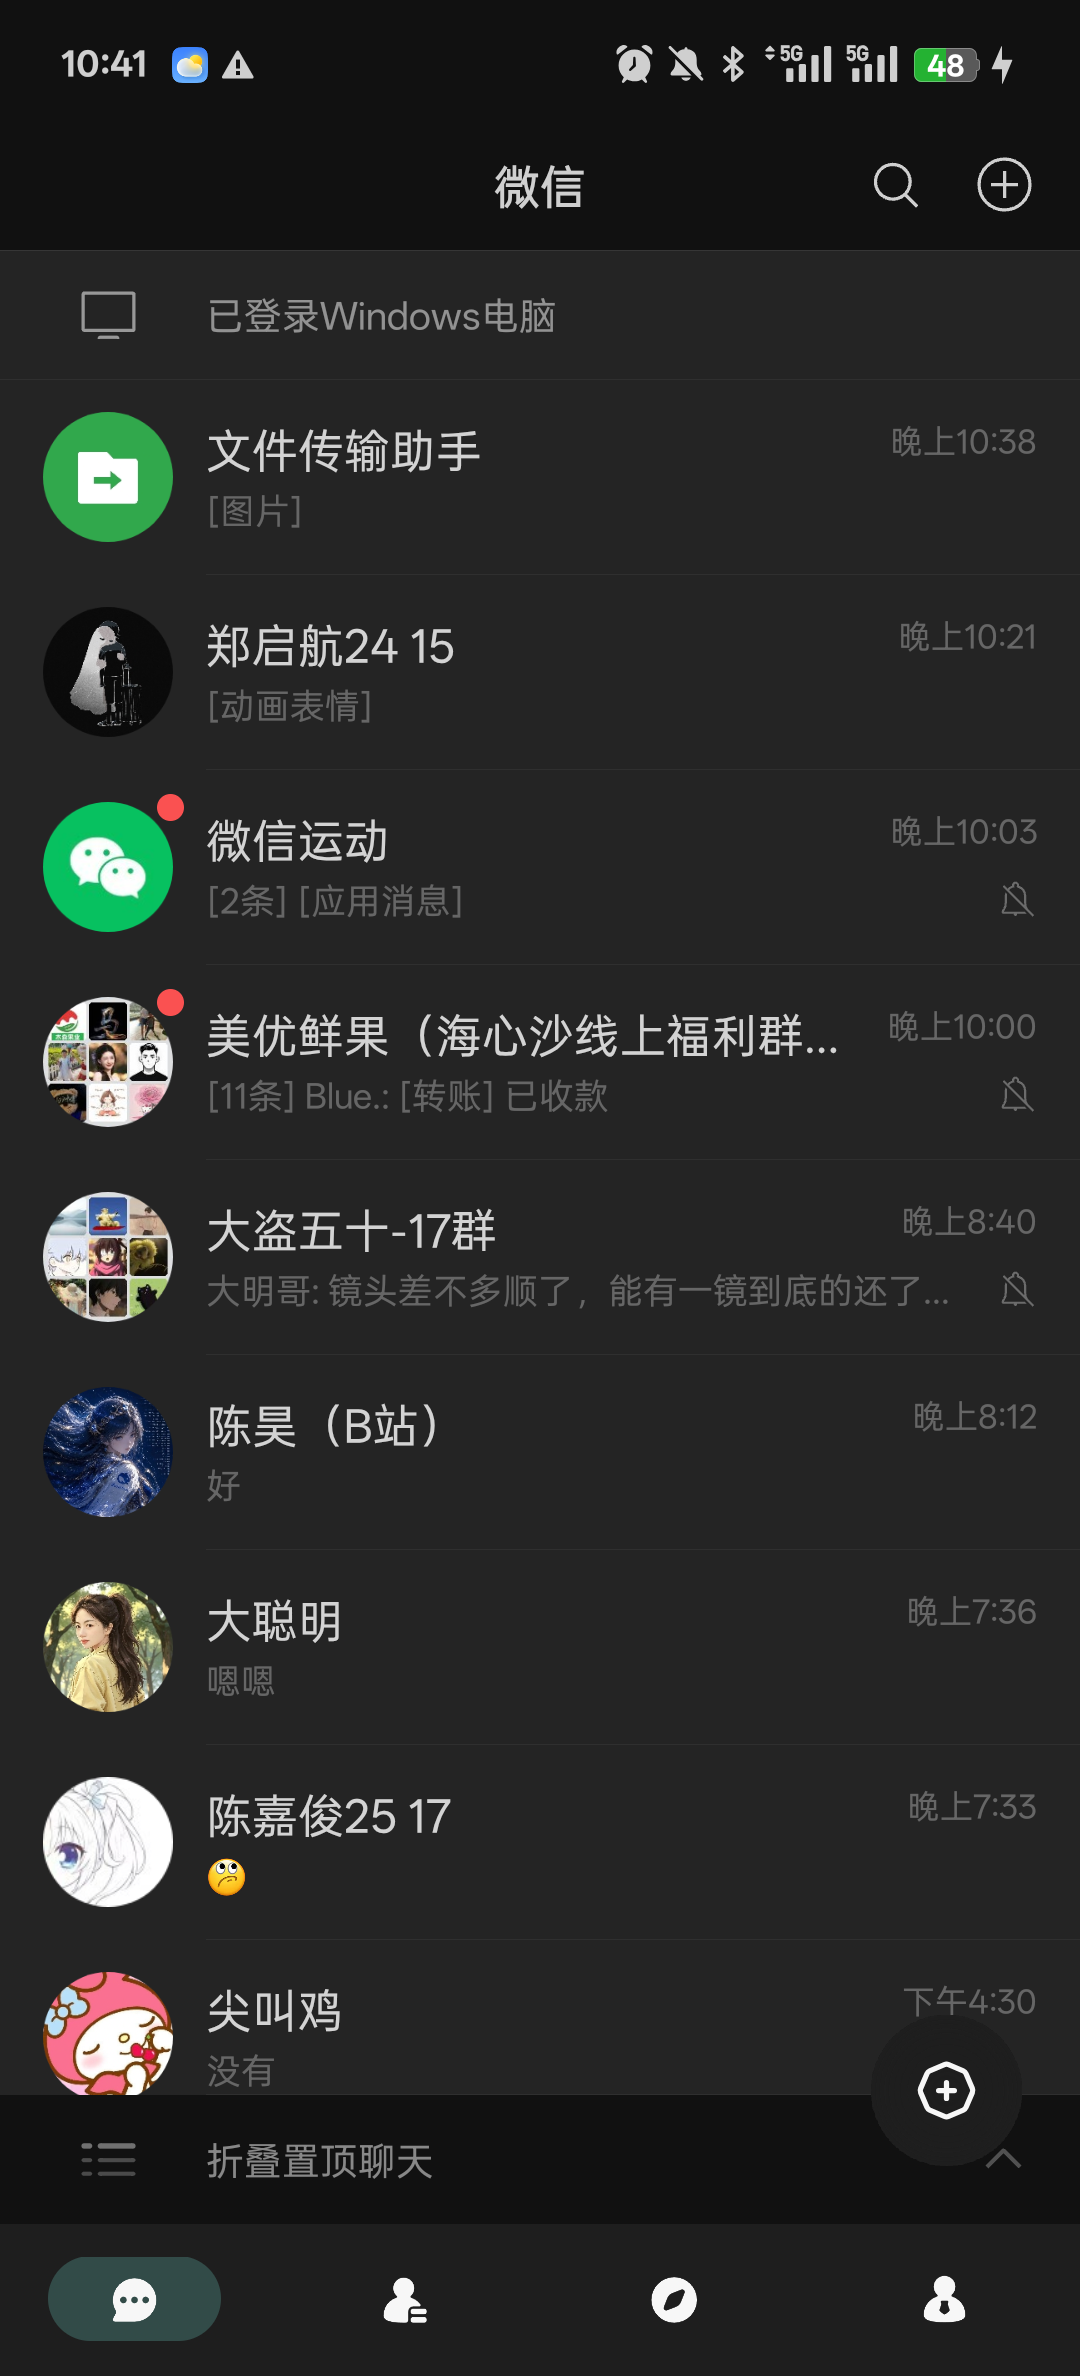 10:41
5G 5G 48
微信
已登录Windows电脑
文件传输助手 晚上10:38
[图片]
郑启航24 15 晚上10:21
[动画表情]
微信运动 晚上10:03
[2条] [应用消息]
美优鲜果（海心沙线上福利群... 晚上10:00
[11条] Blue.: [转账] 已收款
大盗五十-17群 晚上8:40
大明哥: 镜头差不多顺了，能有一镜到底的还了...
陈昊（B站） 晚上8:12
好
大聪明 晚上7:36
嗯嗯
陈嘉俊25 17 晚上7:33
🙄
尖叫鸡 下午4:30
没有
折叠置顶聊天